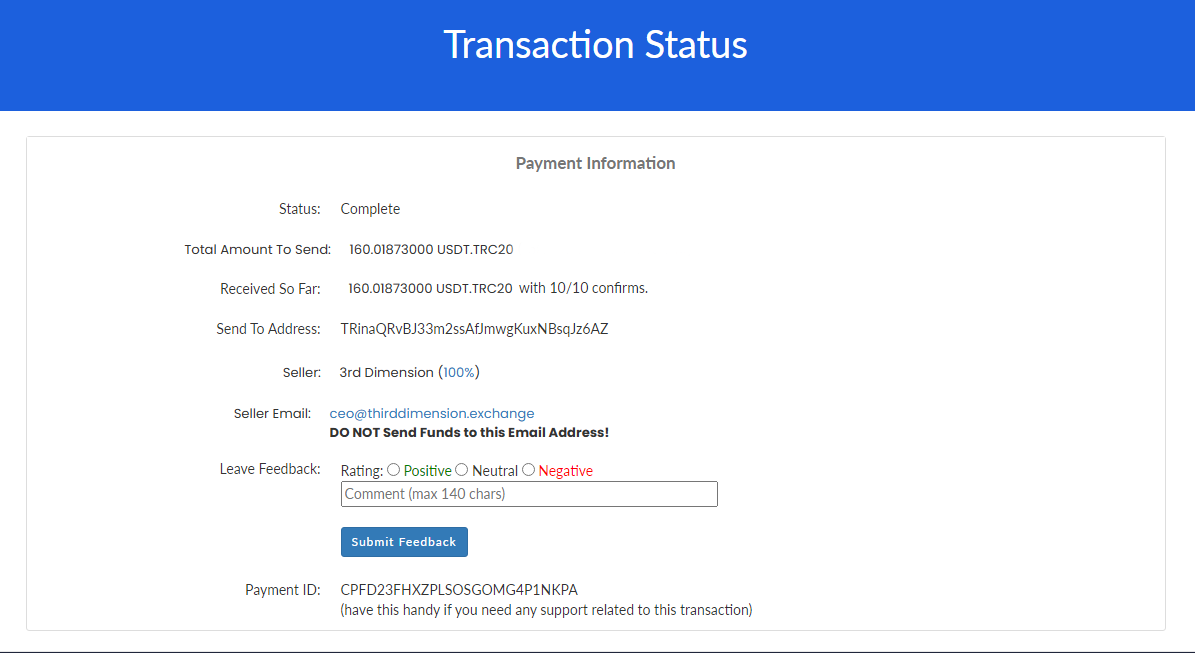 Transaction Status
Payment Information
Status: Complete
Total Amount To Send: 160.01873000 USDT.TRC20
Received So Far: 160.01873000 USDT.TRC20 with 10/10 confirms.
Send To Address: TRinaQRvBJ33m2ssAfJmwgKuxNBsqJz6AZ
Seller: 3rd Dimension (100%)
Seller Email: ceo@thirddimension.exchange
DO NOT Send Funds to this Email Address!
Leave Feedback: Rating: Positive Neutral Negative
Comment (max 140 chars)
Submit Feedback
Payment ID: CPFD23FHXZPLSOSGOMG4P1NKPA
(have this handy if you need any support related to this transaction)